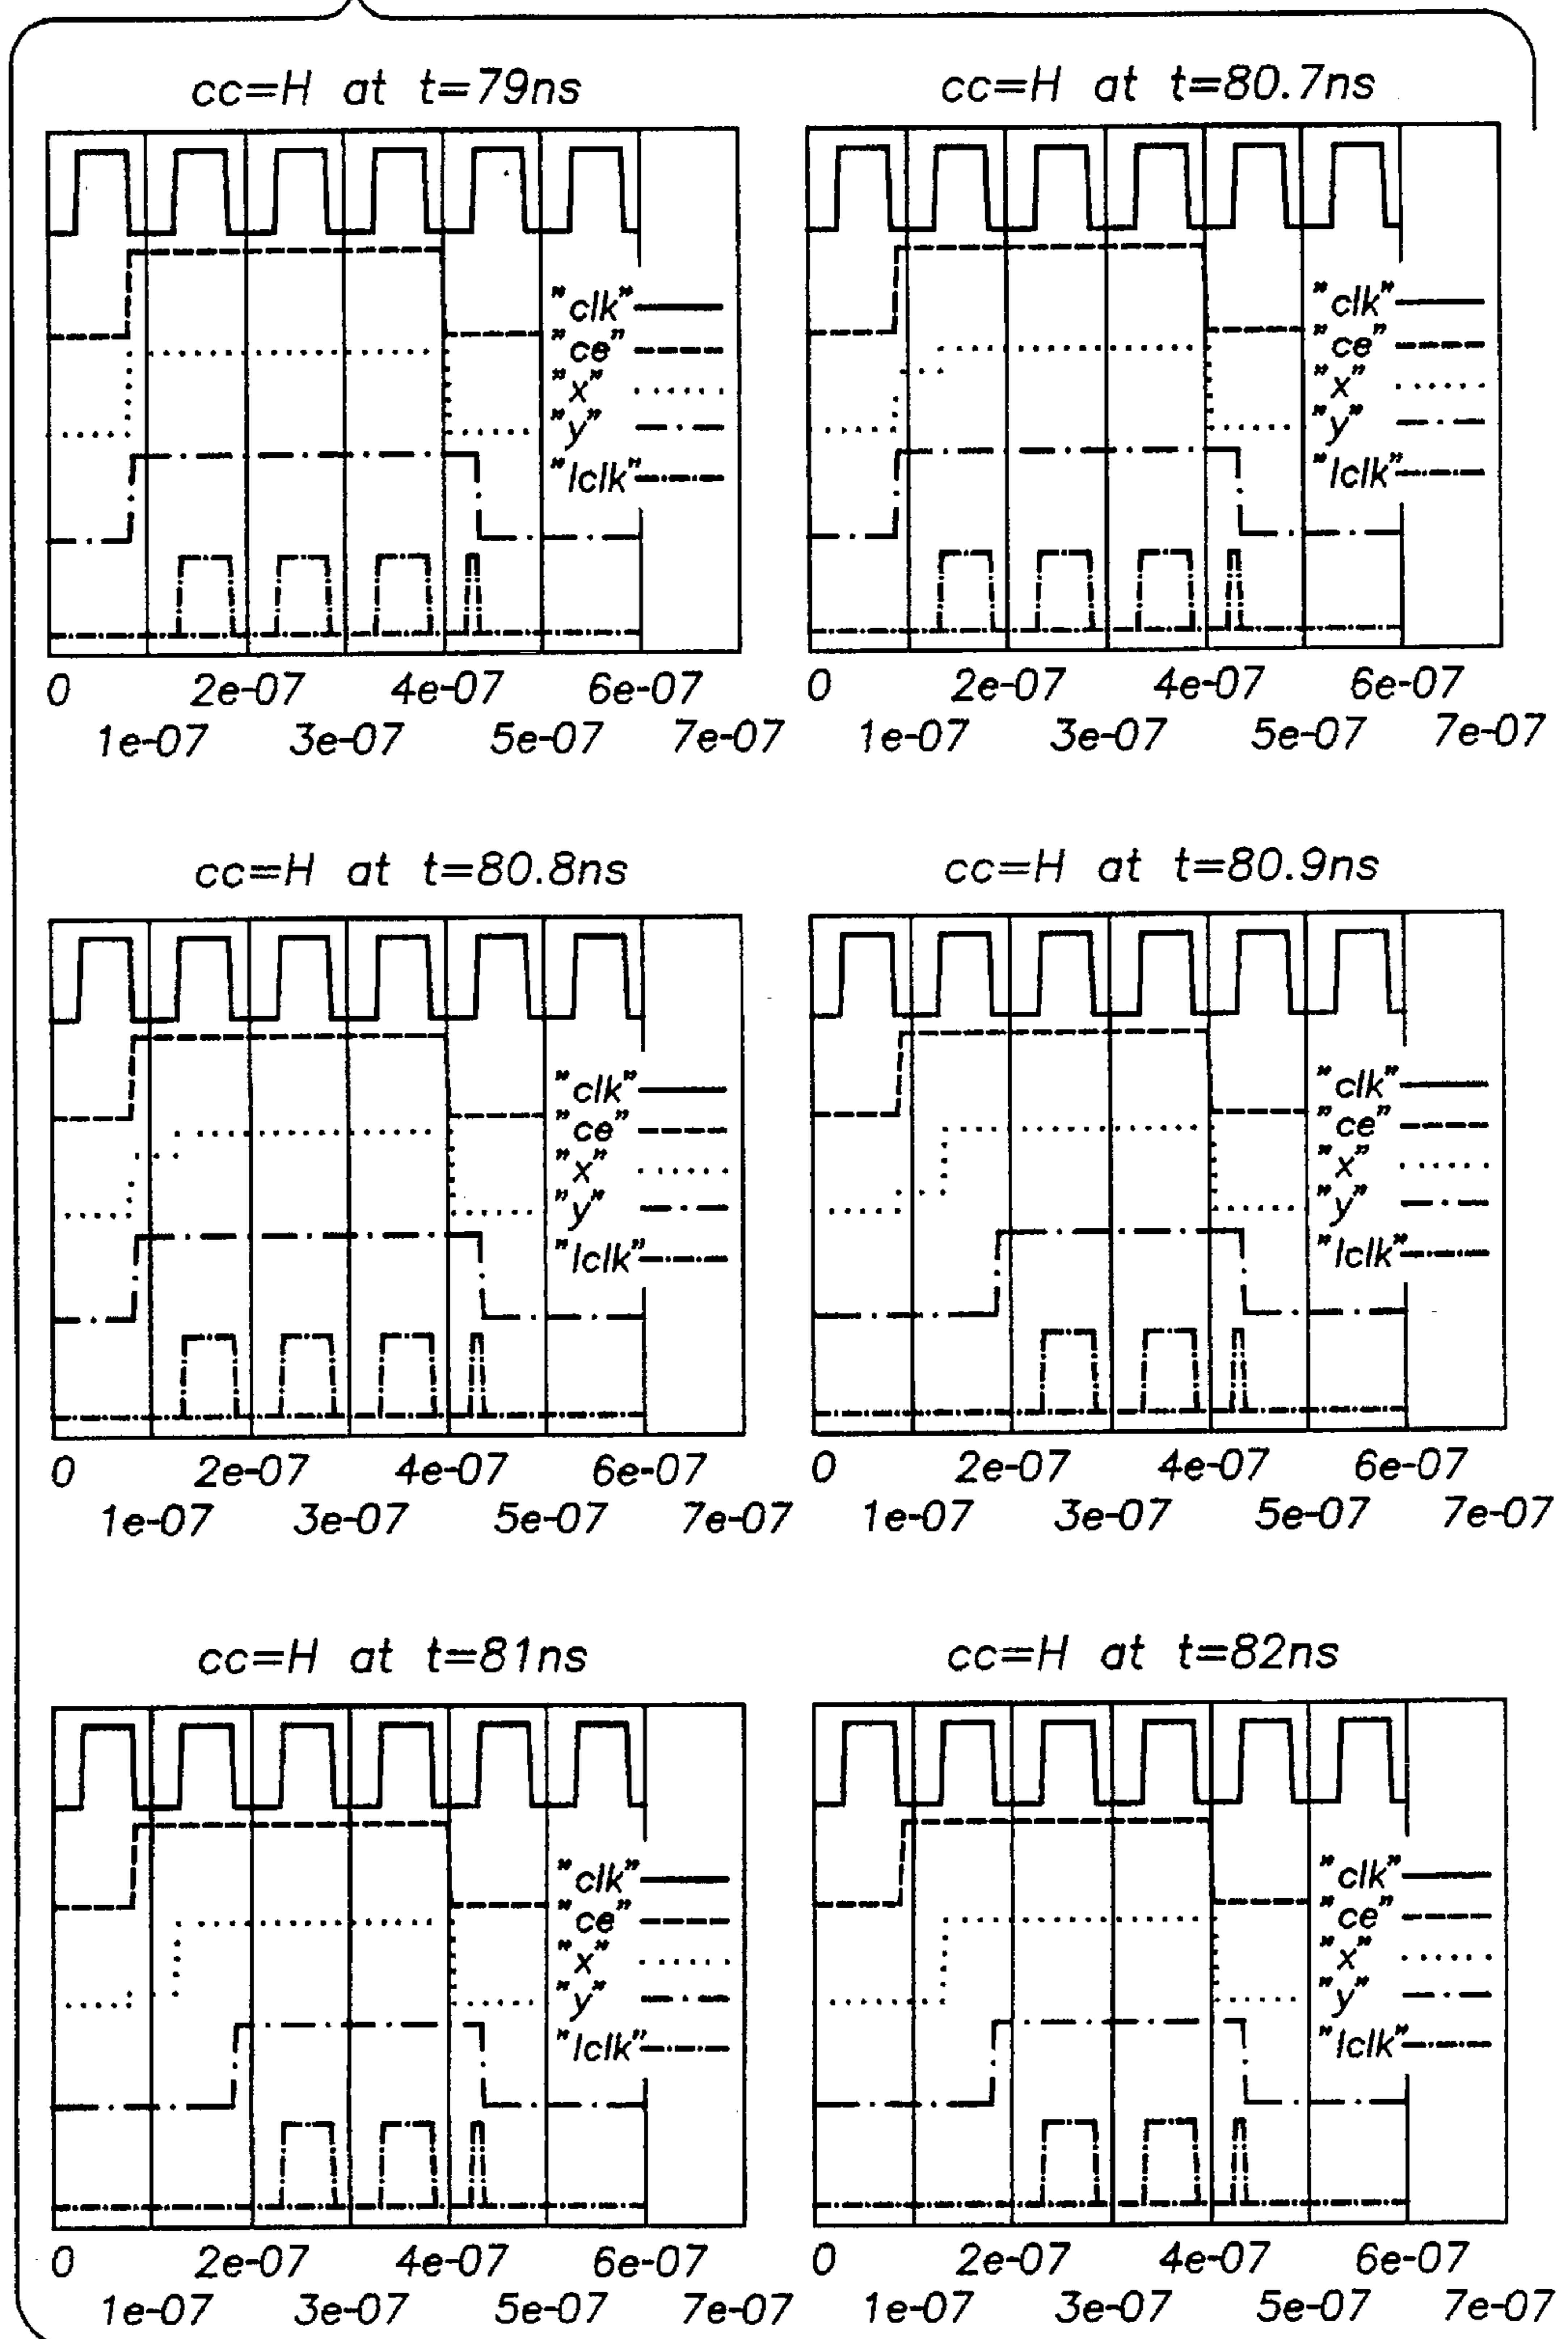 cc=H at t=79ns
"clk"
"ce"
"x"
"y"
"lclk"
0 2e-07 4e-07 6e-07
1e-07 3e-07 5e-07 7e-07
cc=H at t=80.7ns
"clk"
"ce"
"x"
"y"
"lclk"
0 2e-07 4e-07 6e-07
1e-07 3e-07 5e-07 7e-07
cc=H at t=80.8ns
"clk"
"ce"
"x"
"y"
"lclk"
0 2e-07 4e-07 6e-07
1e-07 3e-07 5e-07 7e-07
cc=H at t=80.9ns
"clk"
"ce"
"x"
"y"
"lclk"
0 2e-07 4e-07 6e-07
1e-07 3e-07 5e-07 7e-07
cc=H at t=81ns
"clk"
"ce"
"x"
"y"
"lclk"
0 2e-07 4e-07 6e-07
1e-07 3e-07 5e-07 7e-07
cc=H at t=82ns
"clk"
"ce"
"x"
"y"
"lclk"
0 2e-07 4e-07 6e-07
1e-07 3e-07 5e-07 7e-07